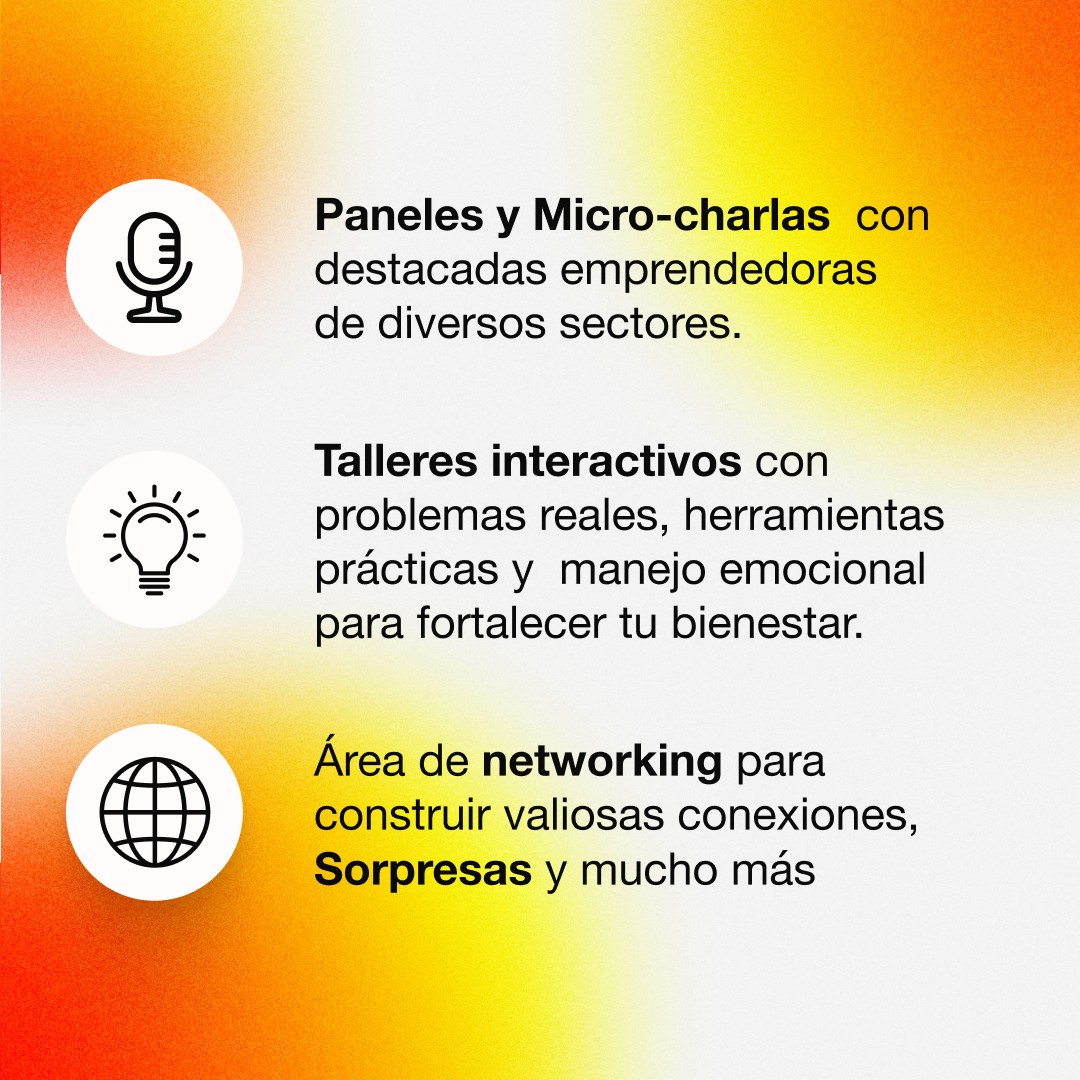 Paneles y Micro-charlas  con
destacadas emprendedoras
de diversos sectores.
Talleres interactivos con
problemas reales, herramientas
prácticas y  manejo emocional
para fortalecer tu bienestar.
Área de networking para
construir valiosas conexiones,
Sorpresas y mucho más